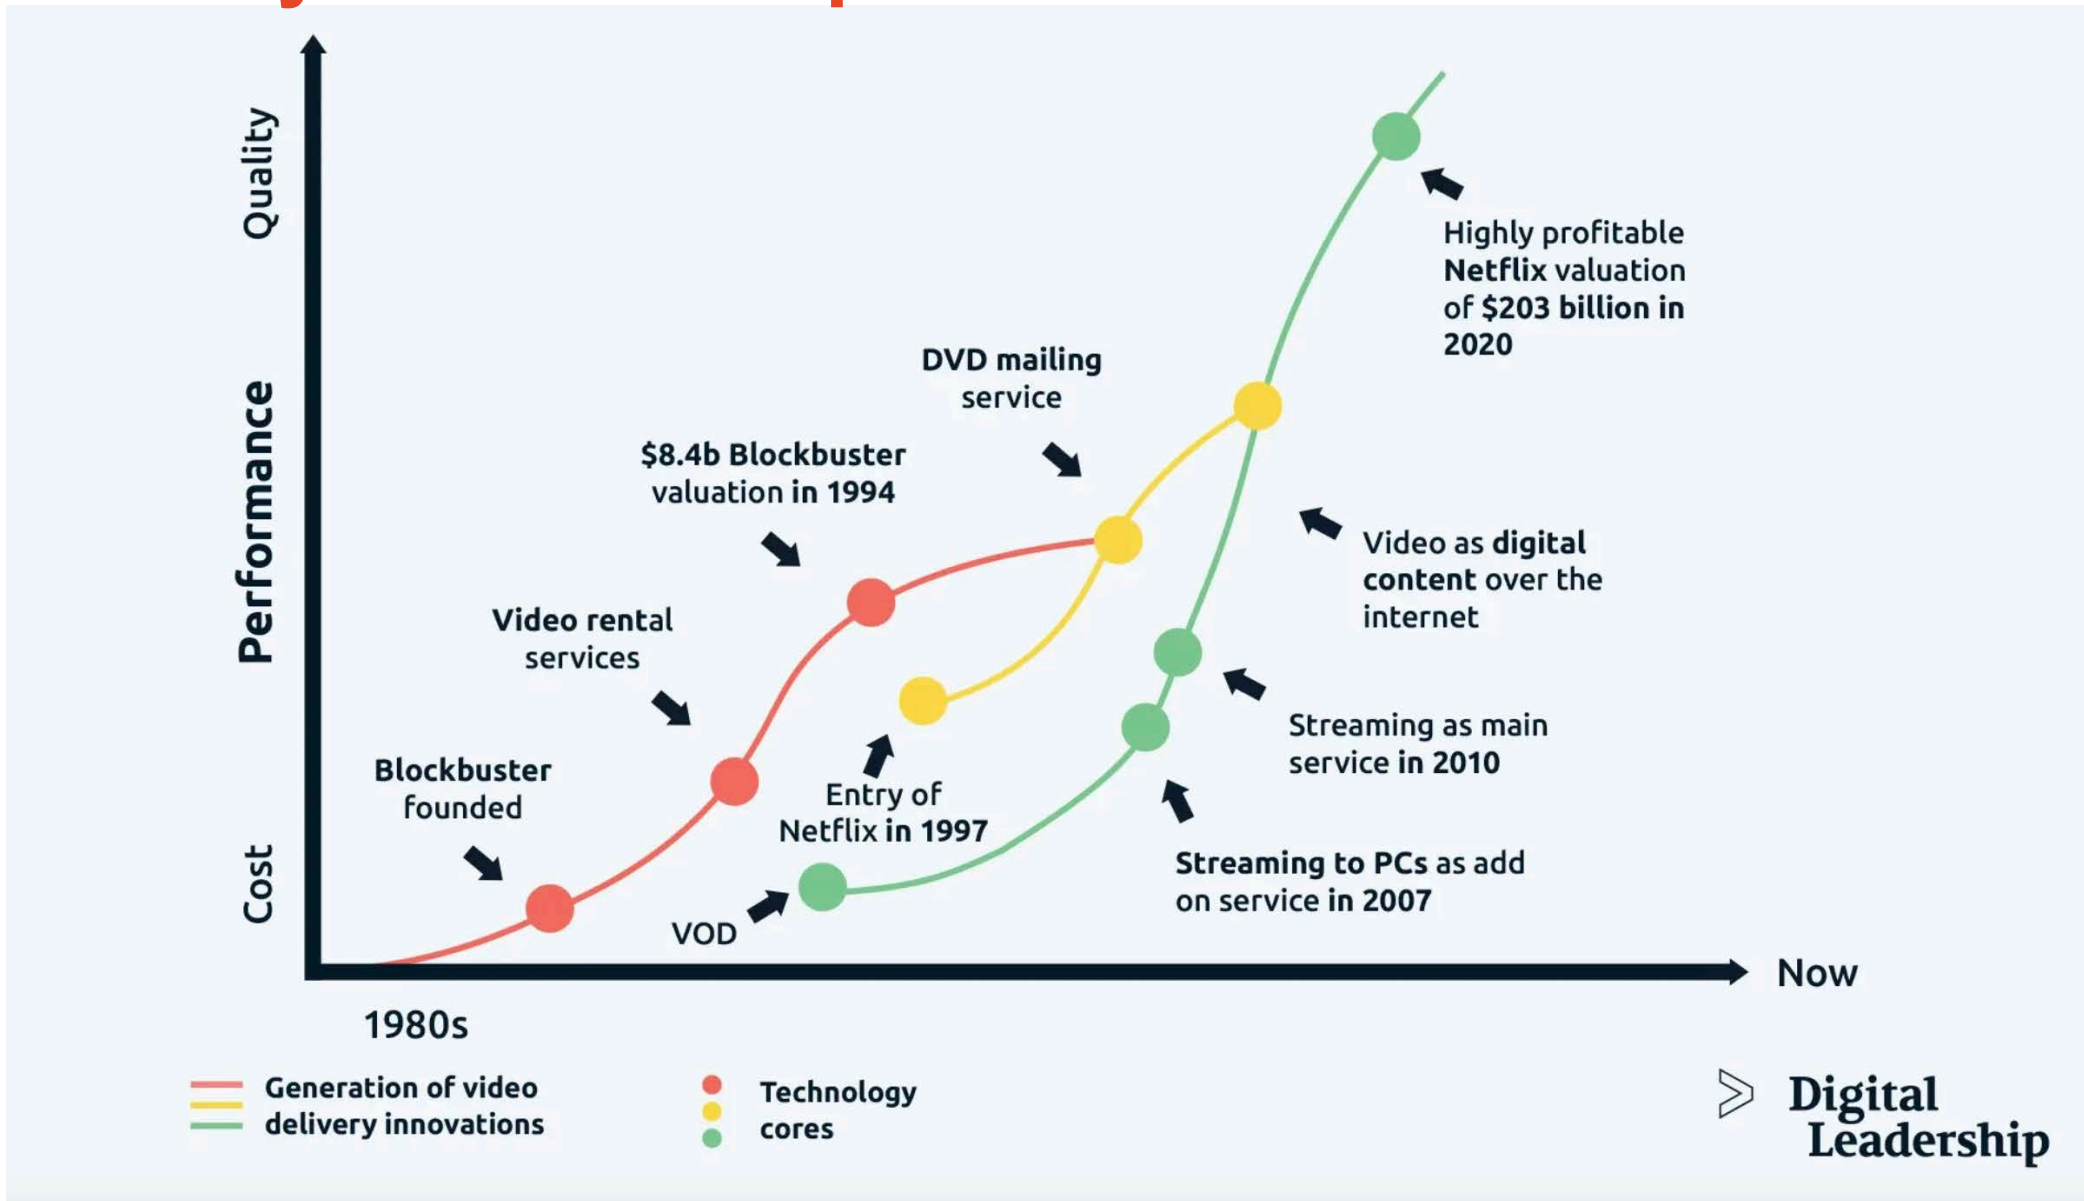 Quality
Performance
Cost
Highly profitable
Netflix valuation
of $203 billion in
2020
DVD mailing
service
$8.4b Blockbuster
valuation in 1994
Video as digital
content over the
internet
Video rental
services
Streaming as main
service in 2010
Blockbuster
founded
Entry of
Netflix in 1997
Streaming to PCs as add
on service in 2007
VOD
Now
1980s
Generation of video
delivery innovations
Technology
cores
Digital
Leadership